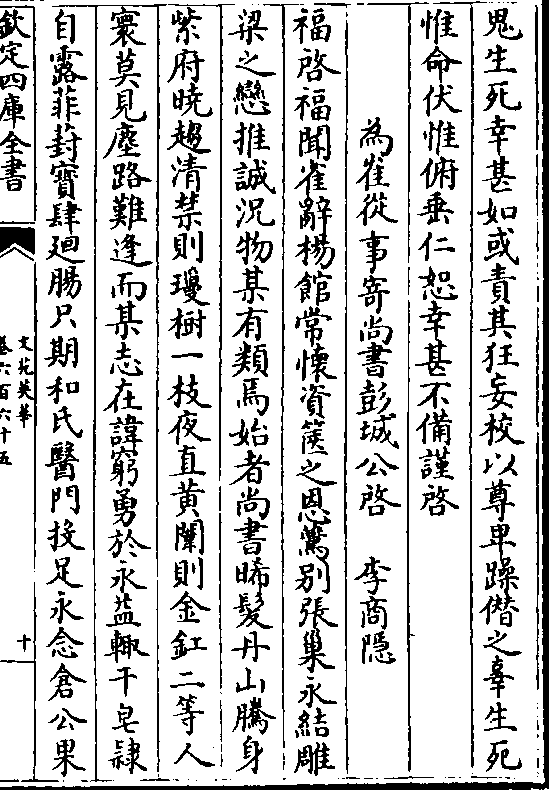 鬼生死幸甚如或責其狂妄校以尊卑躁僭之辜生死
惟命伏惟俯垂仁恕幸甚不備謹啓
為崔從事寄尚書彭城公啓　李商隠
福啓福聞雀辭楊館常懷資篋之恩鷰别張巢永結雕
梁之戀推誠况物某有類焉始者尚書晞髮丹山騰身
紫府曉趨清禁則瓊樹一枝夜直黄闈則金釭二等人
寰莫見塵路難逢而某志在諱窮勇於永益輙干皂隷
自露菲葑寳肆廻腸只期和氏醫門投足永念倉公果
欽定四庫全書
文苑英華
卷六百六十五
十